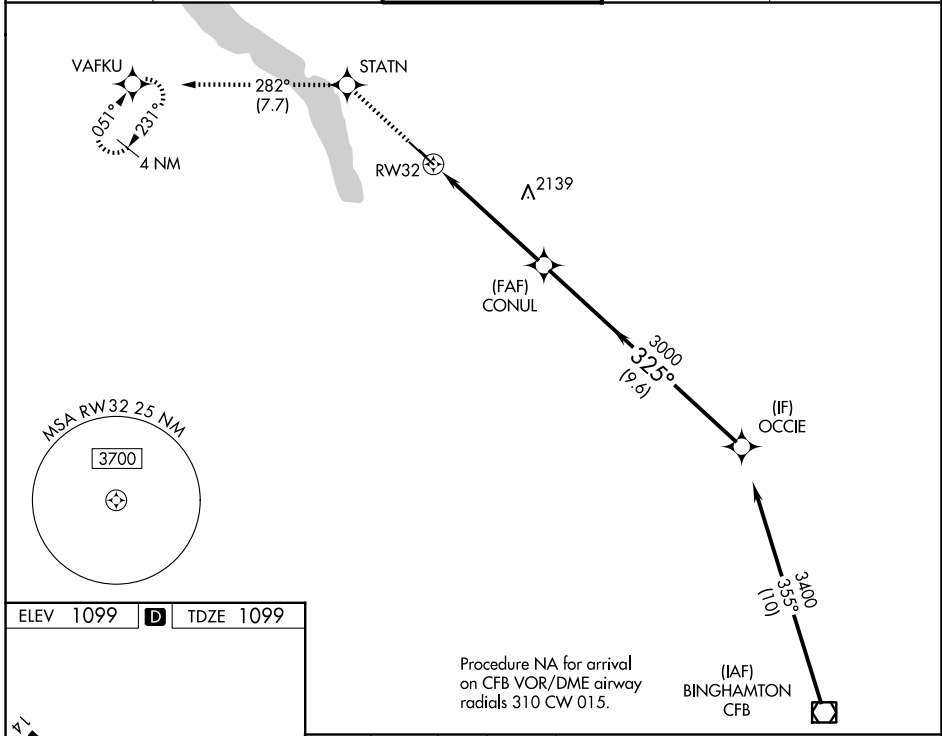 VAFKU
STATN
282°
(7.7)
051°
231°
4 NM
RW32
2139
(FAF)
CONUL
3000
325°
(9.6)
(IF)
OCCIE
MSA RW32 25 NM
3700
3400
355°
(10)
ELEV 1099 D TDZE 1099
Procedure NA for arrival
on CFB VOR/DME airway
radials 310 CW 015.
(IAF)
BINGHAMTON
CFB
14